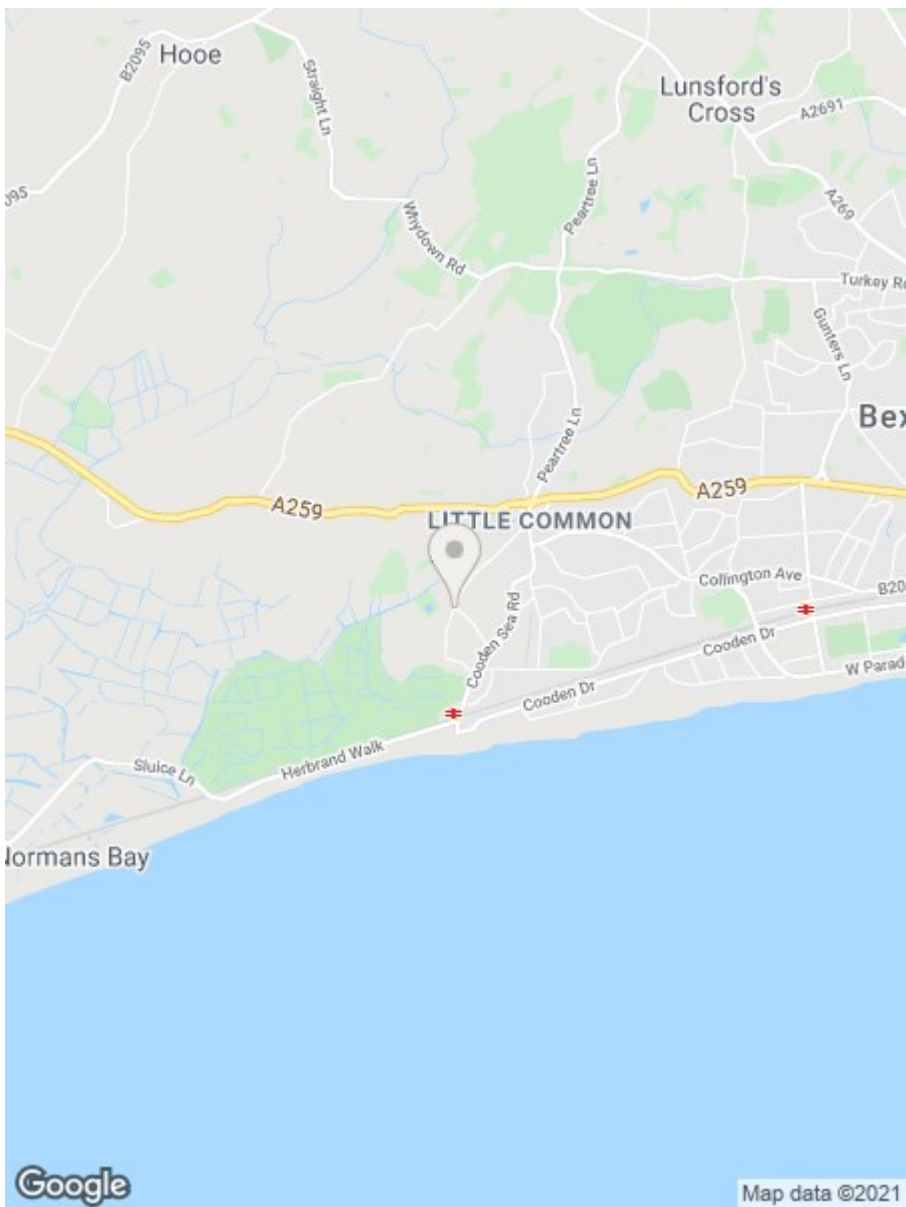 B2095
Hooe
Straight Ln
Lunsford's
Cross
A2691
095
Peartree Ln
A269
Whydown Rd
Turkey Ro
Gunters Ln
Bex
Peartree Ln
A259
A259
LITTLE COMMON
Collington Ave
B20
Cooden Sea Rd
Cooden Dr
W Parad
Cooden Dr
Herbrand Walk
Sluice Ln
Normans Bay
Google
Map data ©2021